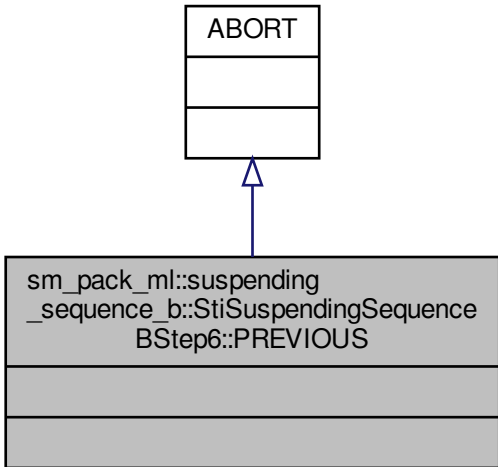 ABORT
sm_pack_ml::suspending
_sequence_b::StiSuspendingSequence
BStep6::PREVIOUS